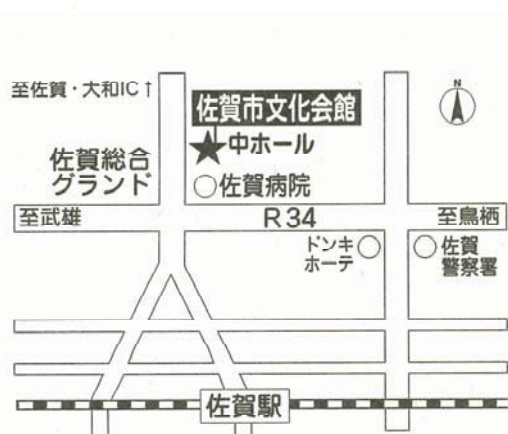 至佐賀・大和IC↑
N
佐賀市文化会館
★中ホール
佐賀総合
グランド
○佐賀病院
至武雄
R34
至鳥栖
ドンキ
ホーテ
佐賀
警察署
佐賀駅